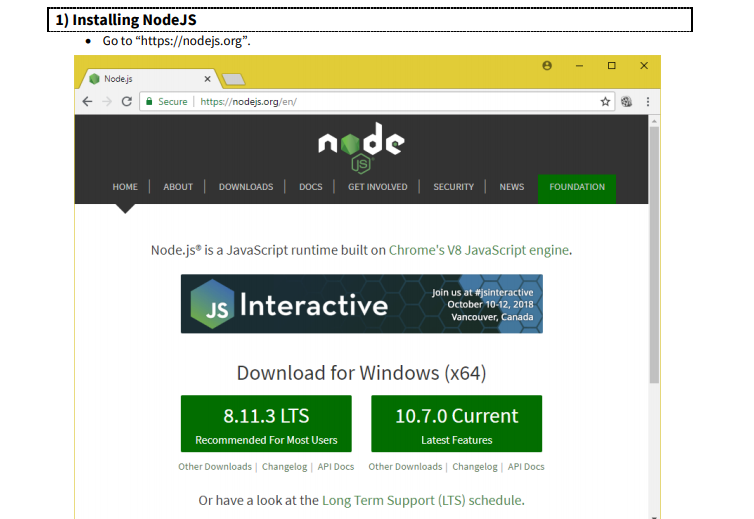 1) Installing NodeJS
• Go to “https://nodejs.org”.
Node.js
Secure | https://nodejs.org/en/
node
JS
HOME | ABOUT | DOWNLOADS | DOCS | GET INVOLVED | SECURITY | NEWS FOUNDATION
Node.js® is a JavaScript runtime built on Chrome's V8 JavaScript engine.
JS Interactive
Join us at #jsinteractive
October 10-12, 2018
Vancouver, Canada
Download for Windows (x64)
8.11.3 LTS
Recommended For Most Users
10.7.0 Current
Latest Features
Other Downloads | Changelog | API Docs
Other Downloads | Changelog | API Docs
Or have a look at the Long Term Support (LTS) schedule.